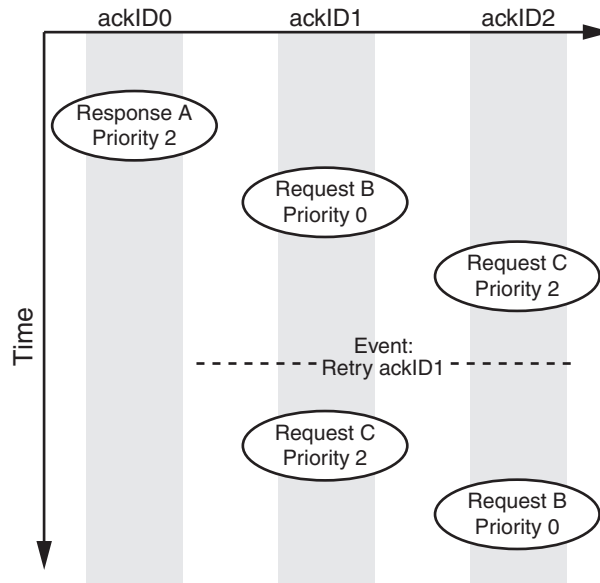 ackID0 ackID1 ackID2
Response A
Priority 2
Request B
Priority 0
Request C
Priority 2
Time
Event:
Retry ackID1
Request C
Priority 2
Request B
Priority 0